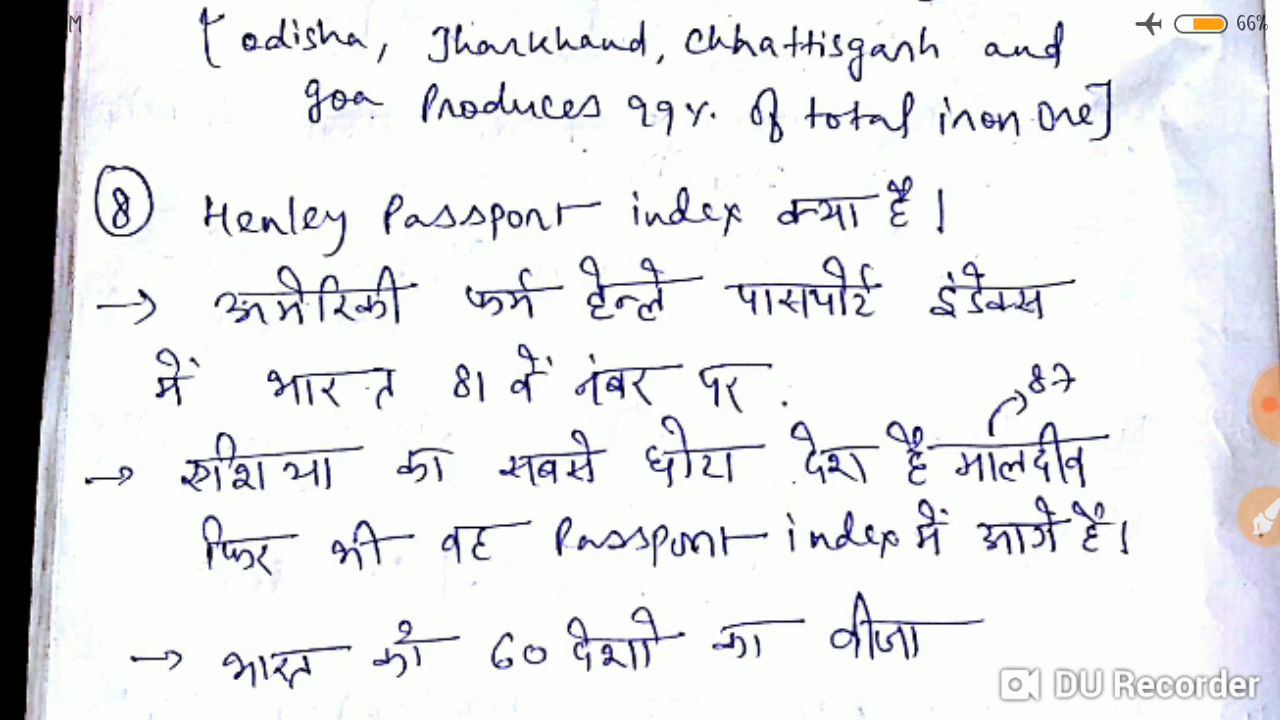 M 66%
[odisha, Jharkhand, Chhattisgarh and
goa Produces 99%. of total iron Ore]
8 Henley Passport index क्या है।
→ अमेरिकी फर्म हेन्ले पासपोर्ट इंडेक्स
में भारत 81 वें नंबर पर.
87
→ एशिया का सबसे छोटा देश है मालदीव
फिर भी वह Passport index में आगे हैं।
→ भारत को 60 देशो का वीजा
DU Recorder